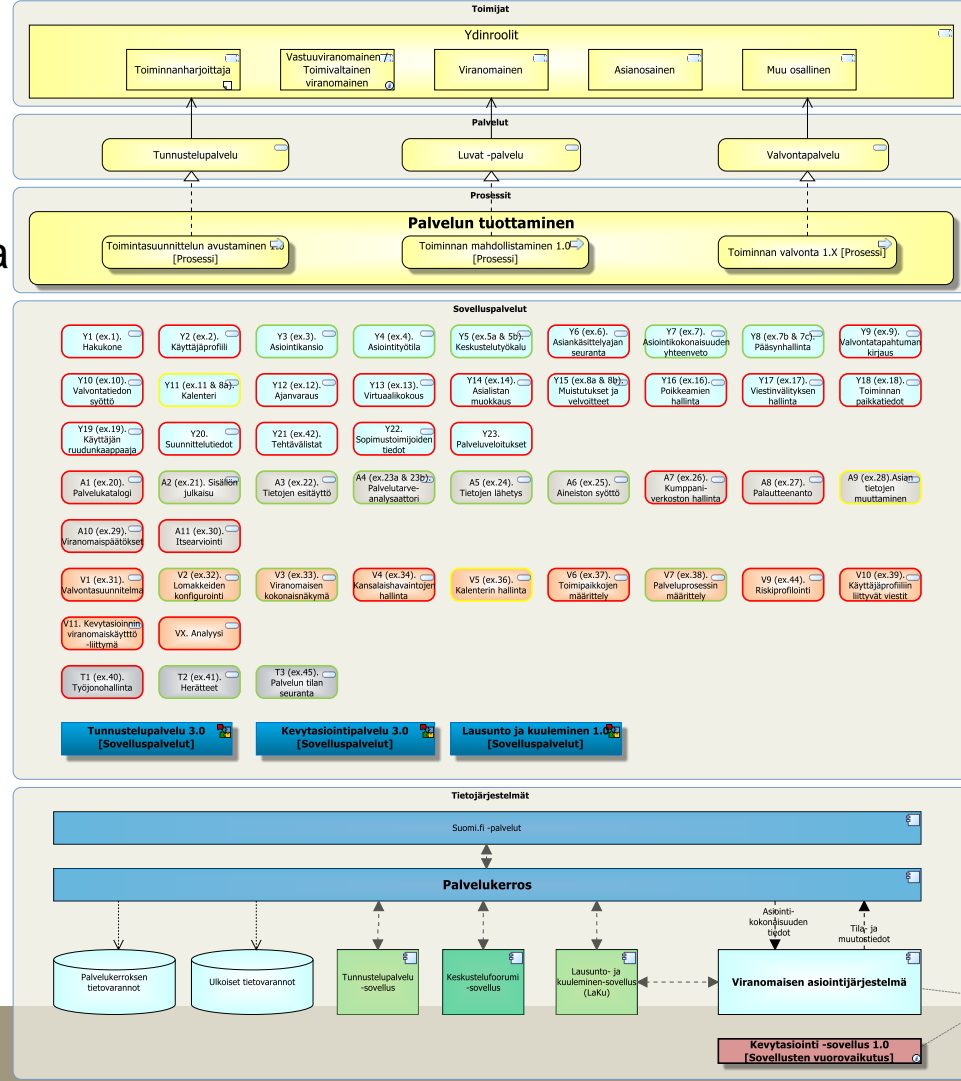 Toimijat
Ydinroolit
Toiminnanharjoittaja
Vastuuviranomainen /
Toimivaltainen
viranomainen
Viranomainen
Asianosainen
Muu osallinen
Palvelut
Tunnustelupalvelu
Luvat -palvelu
Valvontapalvelu
Prosessit
Palvelun tuottaminen
a
Toimintasuunnittelun avustaminen 1.0
[Prosessi]
Toiminnan mahdollistaminen 1.0
[Prosessi]
Toiminnan valvonta 1.X [Prosessi]
Sovelluspalvelut
Y1 (ex.1).
Hakukone
Y2 (ex.2).
Käyttäjäprofiili
Y3 (ex.3).
Asiointikansio
Y4 (ex.4).
Asiointityötila
Y5 (ex.5a & 5b).
Keskustelutyökalu
Y6 (ex.6).
Asiankäsittelyajan
seuranta
Y7 (ex.7).
Asiointikokonaisuuden
yhteenveto
Y8 (ex.7b & 7c).
Pääsynhallinta
Y9 (ex.9).
Valvontatapahtuman
kirjaus
Y10 (ex.10).
Valvontatiedon
syöttö
Y11 (ex.11 & 8a).
Kalenteri
Y12 (ex.12).
Ajanvaraus
Y13 (ex.13).
Virtuaalikokous
Y14 (ex.14).
Asialistan
muokkaus
Y15 (ex.8a & 8b).
Muistutukset ja
velvoitteet
Y16 (ex.16).
Poikkemien
hallinta
Y17 (ex.17).
Viestinvälityksen
hallinta
Y18 (ex.18).
Toiminnan
paikkatiedot
Y19 (ex.19).
Käyttäjän
ruudunkaappaaja
Y20.
Suunnittelutiedot
Y21 (ex.42).
Tehtävälistat
Y22.
Sopimustoimijoiden
tiedot
Y23.
Palveluveloitukset
A1 (ex.20).
Palvelukatalogi
A2 (ex.21). Sisällön
julkaisu
A3 (ex.22).
Tietojen esitäyttö
A4 (ex.23a & 23b).
Palvelutarve-
analysaattori
A5 (ex.24).
Tietojen lähetys
A6 (ex.25).
Aineiston syöttö
A7 (ex.26).
Kumppani-
verkoston hallinta
A8 (ex.27).
Palautteenanto
A9 (ex.28).Asian
tietojen
muuttaminen
A10 (ex.29).
Viranomaispäätökset
A11 (ex.30).
Itsearviointi
V1 (ex.31).
Valvontasuunnitelma
V2 (ex.32).
Lomakkeiden
konfigurointi
V3 (ex.33).
Viranomaisen
kokonaisnäkymä
V4 (ex.34).
Kansalaishavaintojen
hallinta
V5 (ex.36).
Kalenterin hallinta
V6 (ex.37).
Toimipaikkojen
määrittely
V7 (ex.38).
Palveluprosessin
määrittely
V9 (ex.44).
Riskiprofilointi
V10 (ex.39).
Käyttäjäprofiiliin
liittyvät viestit
V11. Kevytasioinnin
viranomaiskäyttttö
-liittymä
VX. Analyysi
T1 (ex.40).
Työjonohallinta
T2 (ex.41).
Herätteet
T3 (ex.45).
Palvelun tilan
seuranta
Tunnustelupalvelu 3.0
[Sovelluspalvelut]
Kevytasiointipalvelu 3.0
[Sovelluspalvelut]
Lausunto ja kuuleminen 1.0
[Sovelluspalvelut]
Tietojärjestelmät
Suomi.fi -palvelut
Palvelukerros
Asiointi-
kokonaisuuden
tiedot
Tila- ja
muutostiedot
Palvelukerroksen
tietovarannot
Ulkoiset tietovarannot
Tunnustelupalvelu
-sovellus
Keskustelufoorumi
-sovellus
Lausunto- ja
kuuleminen-sovellus
(LaKu)
Viranomaisen asiointijärjestelmä
Kevytasiointi -sovellus 1.0
[Sovellusten vuorovaikutus]